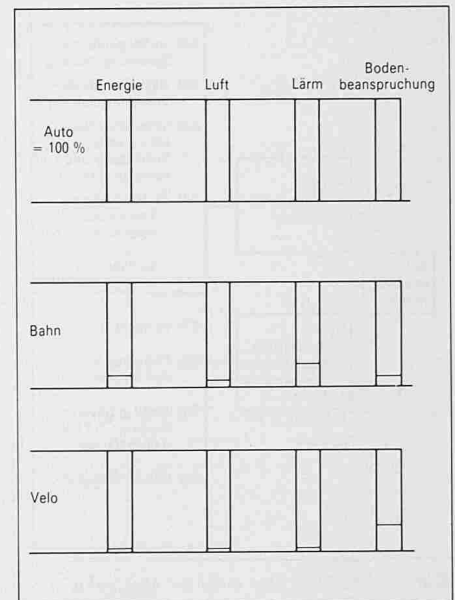 Energie Luft Lärm Boden-
beanspruchung
Auto
= 100 %
Bahn
Velo